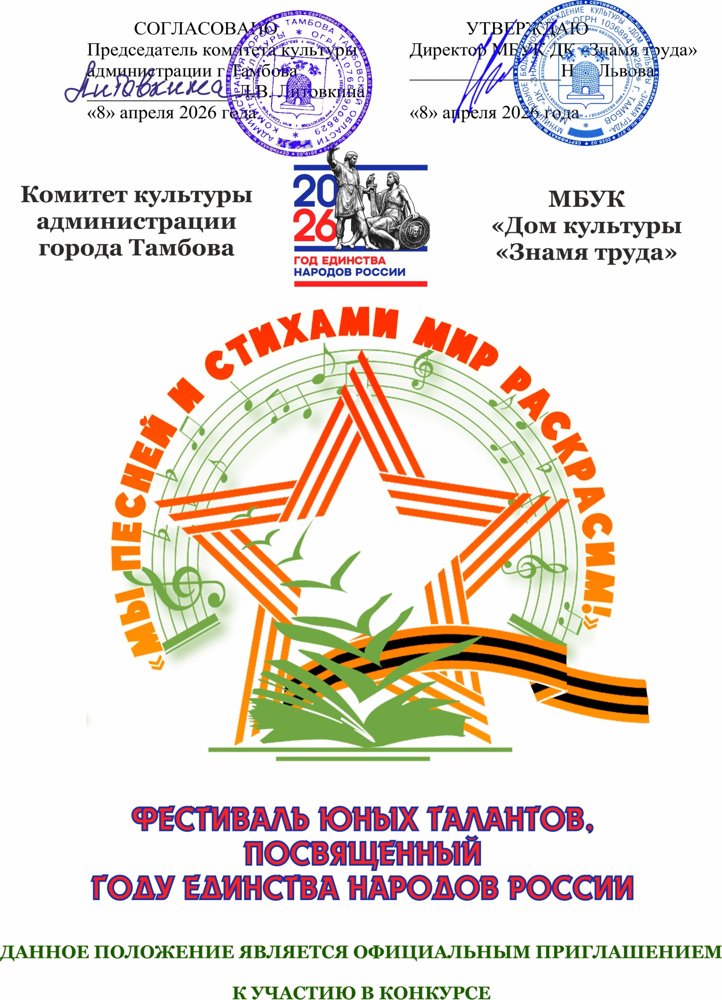 СОГЛАСОВАНО
Председатель комитета культуры
администрации г Тамбова
Литовкина Л.В. Литовкина
«8» апреля 2026 года
УТВЕРЖДАЮ
Директор МБУК ДК «Знамя труда»
Львова
«8» апреля 2026 года
Комитет культуры
администрации
города Тамбова
2026
ГОД ЕДИНСТВА
НАРОДОВ РОССИИ
МБУК
«Дом культуры
«Знамя труда»
«МЫ ПЕСНЕЙ И СТИХАМИ МИР РАСКРАСИМ!»
ФЕСТИВАЛЬ ЮНЫХ ТАЛАНТОВ,
ПОСВЯЩЕННЫЙ
ГОДУ ЕДИНСТВА НАРОДОВ РОССИИ
ДАННОЕ ПОЛОЖЕНИЕ ЯВЛЯЕТСЯ ОФИЦИАЛЬНЫМ ПРИГЛАШЕНИЕМ
К УЧАСТИЮ В КОНКУРСЕ